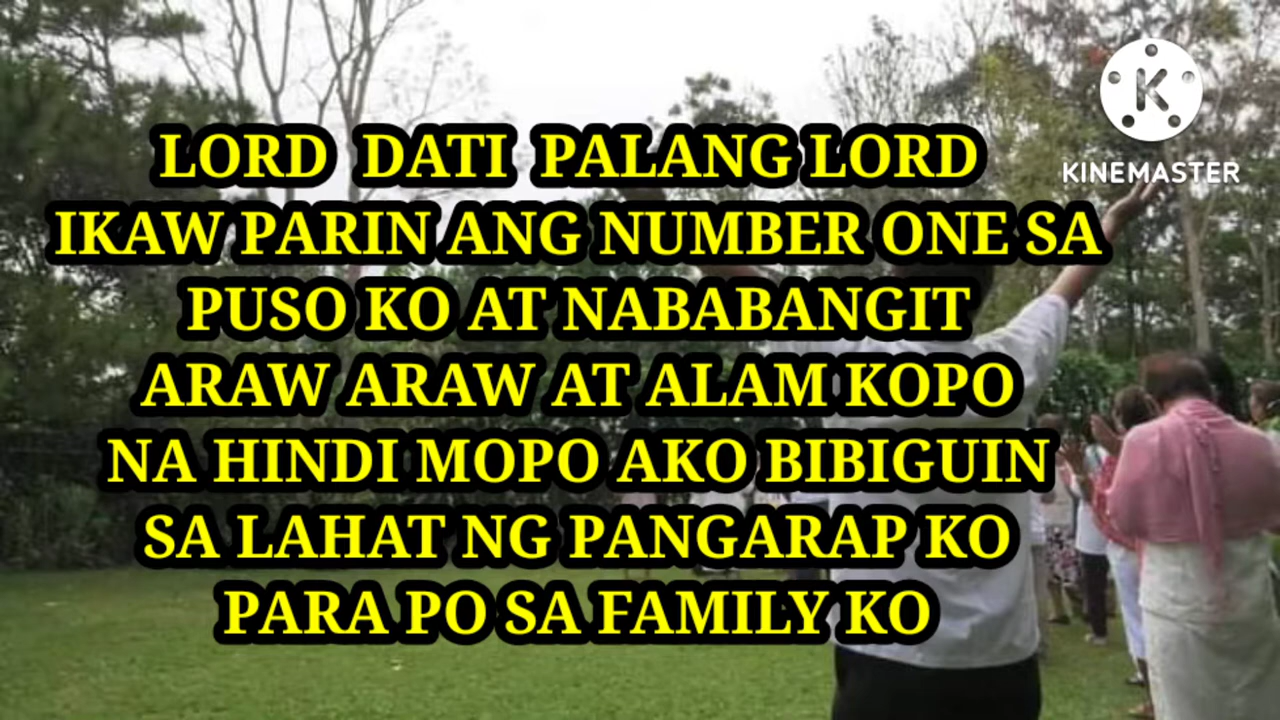 K
KINEMASTER
LORD DATI PALANG LORD
IKAW PARIN ANG NUMBER ONE SA
PUSO KO AT NABABANGIT
ARAW ARAW AT ALAM KOPO
NA HINDI MOPO AKO BIBIGUIN
SA LAHAT NG PANGARAP KO
PARA PO SA FAMILY KO